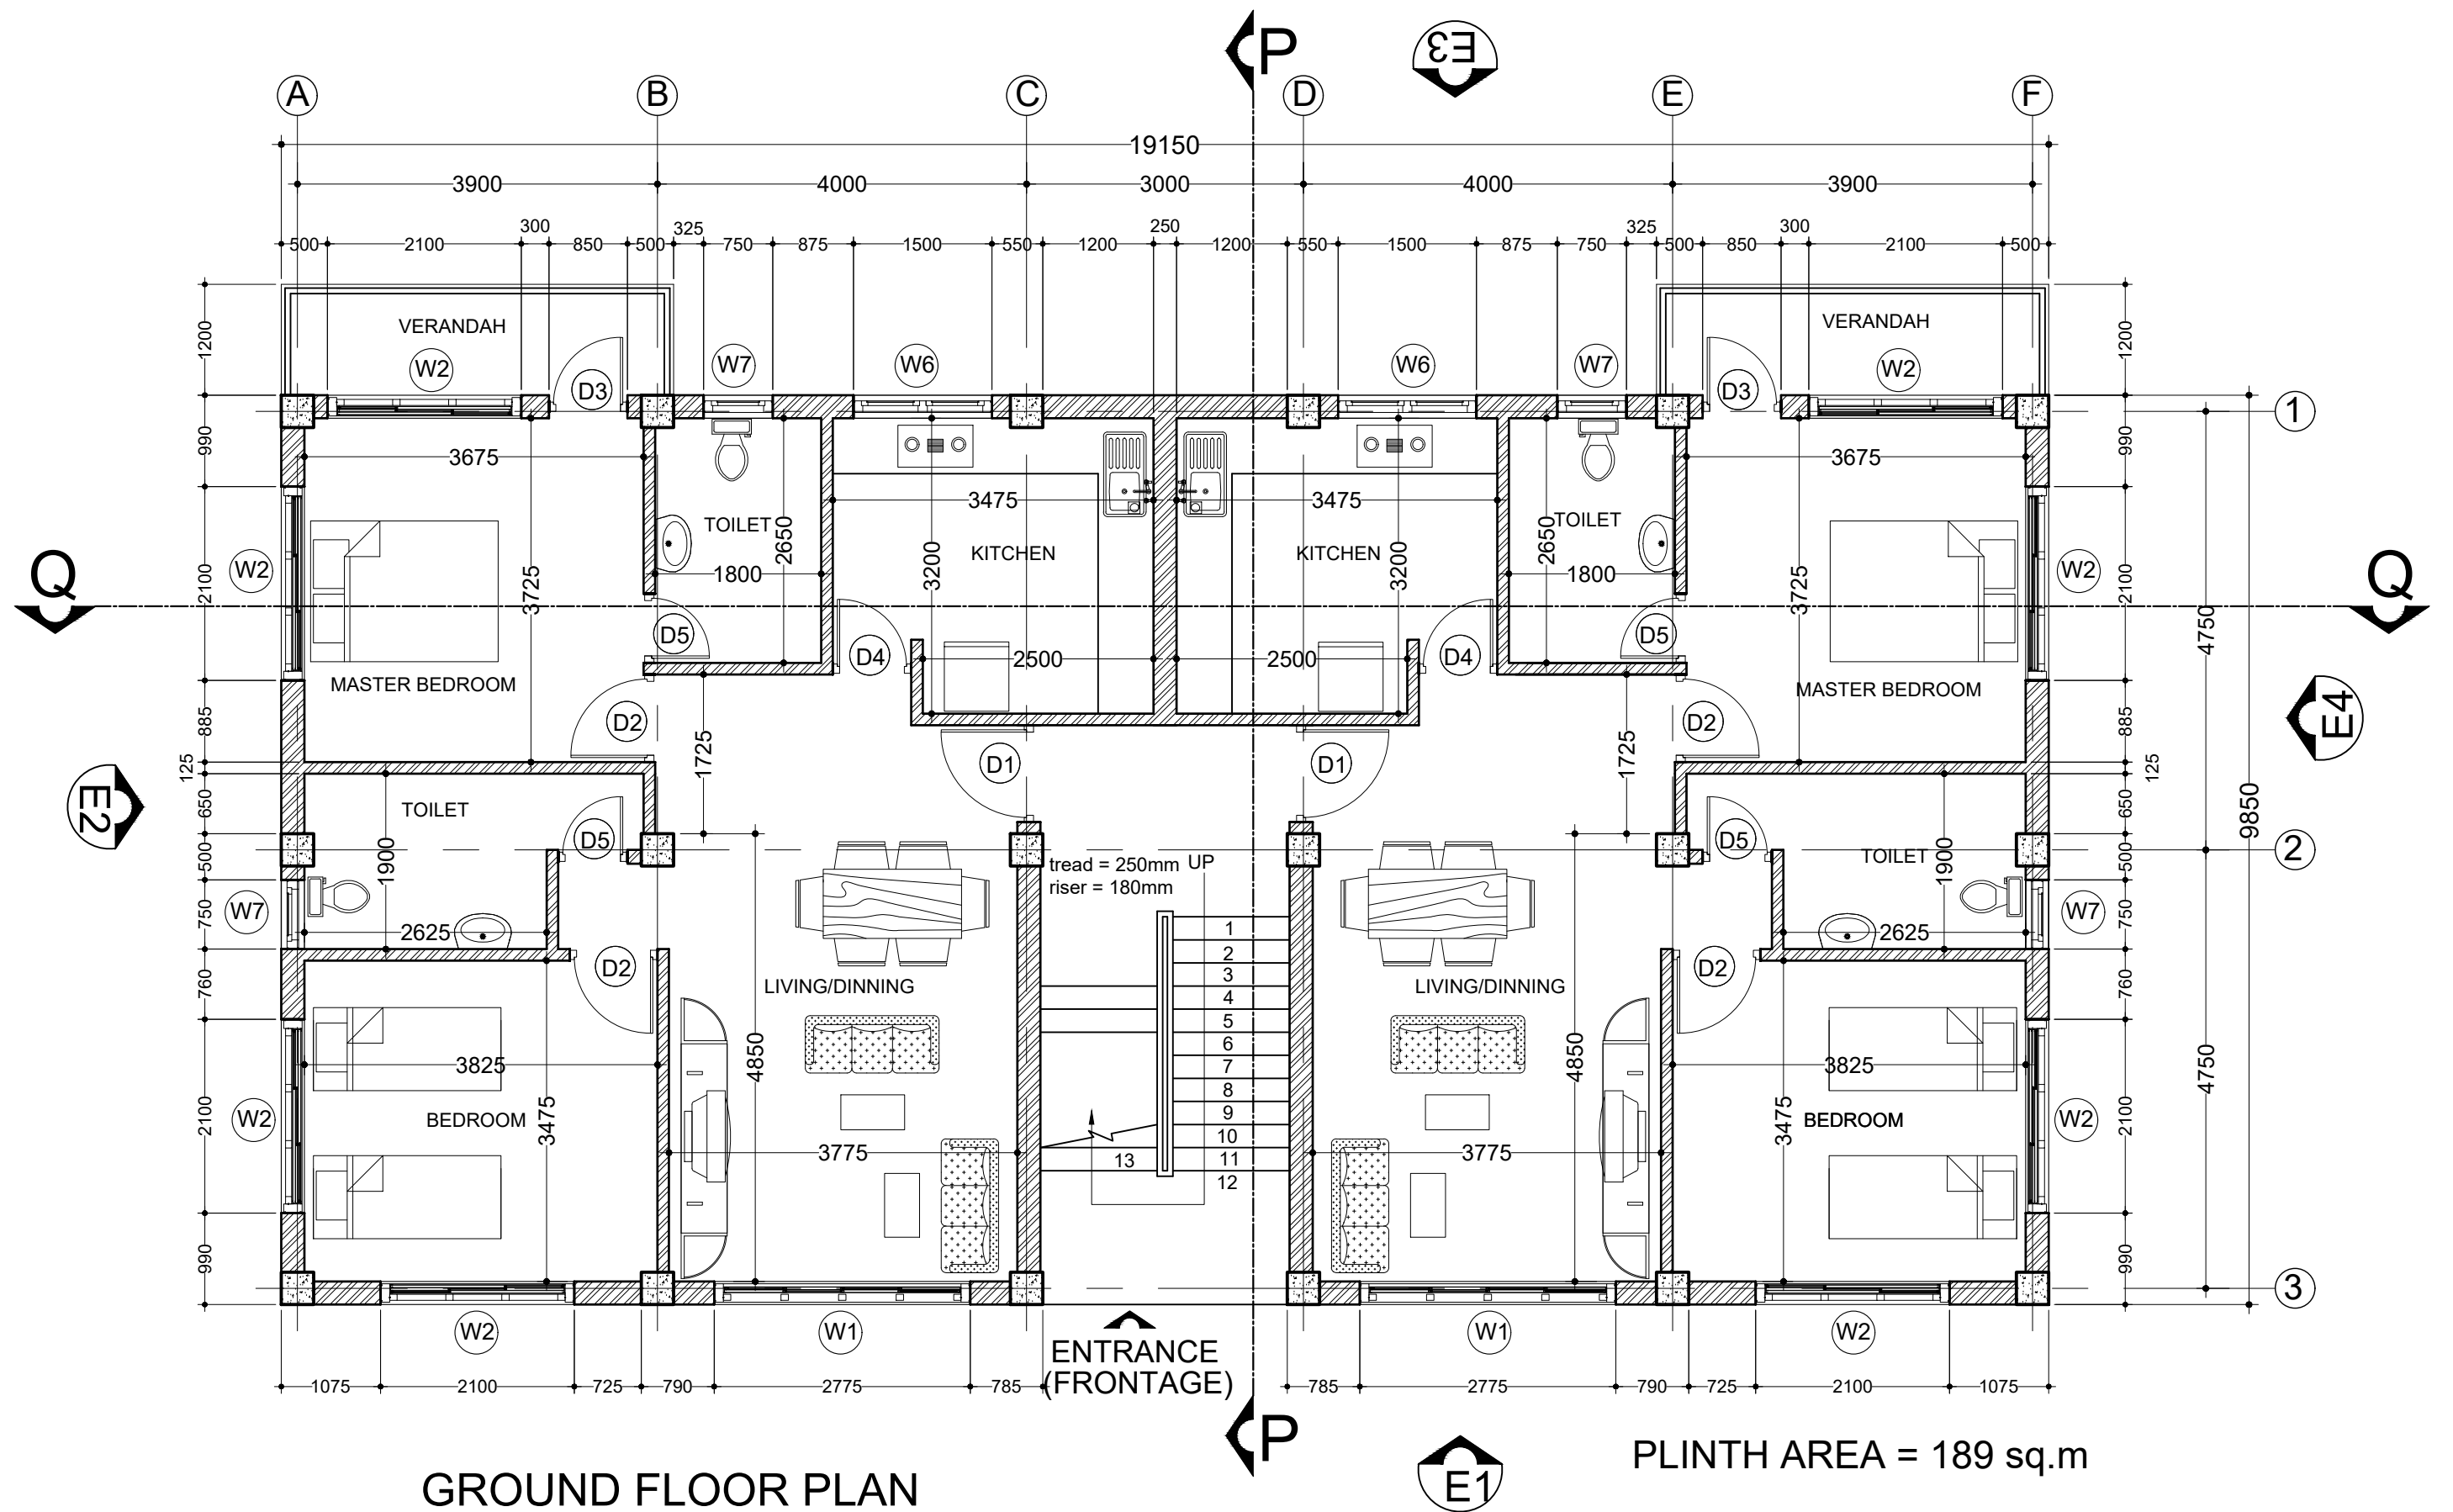 P
E3
A B C D E F
19150
3900 4000 3000 4000 3900
500 2100 300 850 500 325 750 875 1500 550 1200 250 1200 550 1500 875 750 325 500 850 300 2100 500
VERANDAH VERANDAH
1200 1200
W2 D3 W7 W6 W6 W7 D3 W2
1
990 3675 3675 990
3475 3475
TOILET TOILET
KITCHEN KITCHEN
2650 2650
3200 3200
1800 1800
3725 3725
Q W2 2100 2100 W2 Q
D5 D4 D4 D5
4750
2500 2500
MASTER BEDROOM MASTER BEDROOM
885 D2 D2 885
E4
1725 1725
125 D1 D1 125
E2
TOILET
650 650
9850
D5 D5
500 1900 TOILET 1900 500
2
tread = 250mm UP
riser = 180mm
W7 750 750 W7
2625 2625
1
2
3
4
5
6
7
8
9
10
11
12
13
D2 D2
760 760
LIVING/DINNING LIVING/DINNING
3825 4850 4850 3825
4750
W2 2100 BEDROOM 3475 3475 BEDROOM 2100 W2
3775 3775
990 990
3
W2 W1 W1 W2
ENTRANCE
(FRONTAGE)
1075 2100 725 790 2775 785 785 2775 790 725 2100 1075
P
PLINTH AREA = 189 sq.m
E1
GROUND FLOOR PLAN